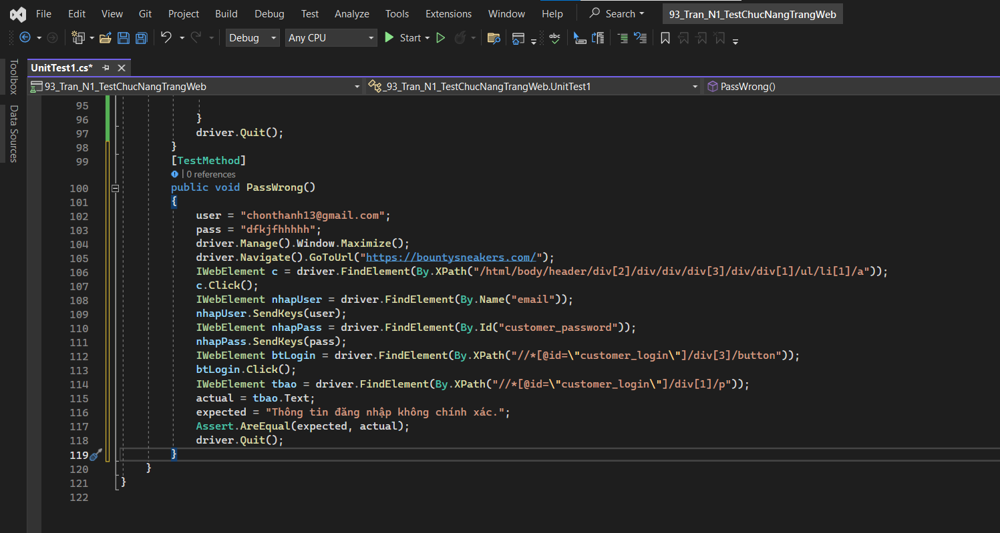 File Edit View Git Project Build Debug Test Analyze Tools Extensions Window Help Search 93_Tran_N1_TestChucNangTrangWeb
Debug Any CPU Start abc
Toolbox
Data Sources
UnitTest1.cs*
93_Tran_N1_TestChucNangTrangWeb _93_Tran_N1_TestChucNangTrangWeb.UnitTest1 PassWrong()
95
96 }
97 driver.Quit();
98 }
99 [TestMethod]
0 references
100 public void PassWrong()
101 {
102 user = "chonthanh13@gmail.com";
103 pass = "dfkjfhhhhh";
104 driver.Manage().Window.Maximize();
105 driver.Navigate().GoToUrl("https://bountysneakers.com/");
106 IWebElement c = driver.FindElement(By.XPath("/html/body/header/div[2]/div/div/div[3]/div/div[1]/ul/li[1]/a"));
107 c.Click();
108 IWebElement nhapUser = driver.FindElement(By.Name("email"));
109 nhapUser.SendKeys(user);
110 IWebElement nhapPass = driver.FindElement(By.Id("customer_password"));
111 nhapPass.SendKeys(pass);
112 IWebElement btLogin = driver.FindElement(By.XPath("//*[@id=\"customer_login\"]/div[3]/button"));
113 btLogin.Click();
114 IWebElement tbao = driver.FindElement(By.XPath("//*[@id=\"customer_login\"]/div[1]/p"));
115 actual = tbao.Text;
116 expected = "Thông tin đăng nhập không chính xác.";
117 Assert.AreEqual(expected, actual);
118 driver.Quit();
119 }
120 }
121 }
122